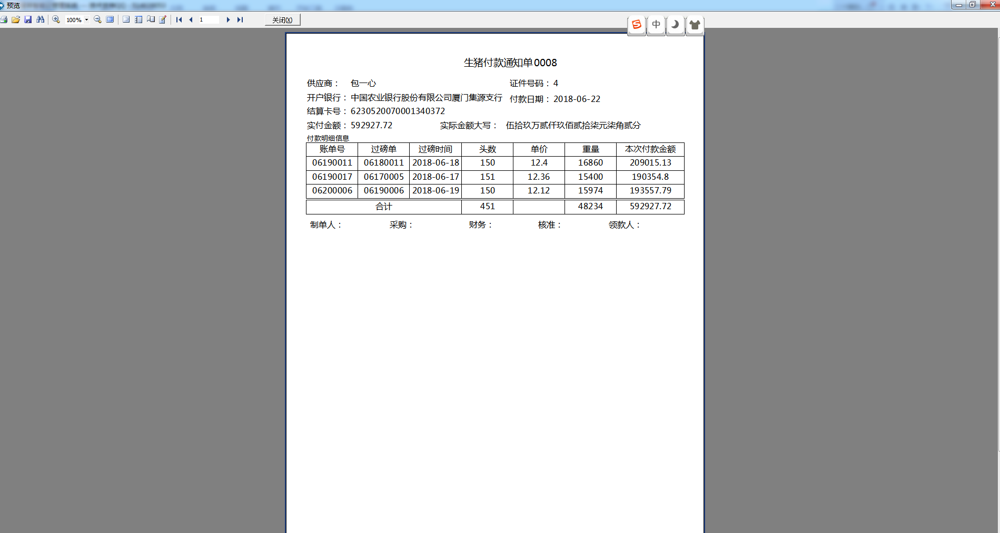 预览
100%
1
关闭(X)
中
生猪付款通知单0008
供应商： 包一心 证件号码：4
开户银行：中国农业银行股份有限公司厦门集源支行 付款日期：2018-06-22
结算卡号：6230520070001340372
实付金额：592927.72 实际金额大写： 伍拾玖万贰仟玖佰贰拾柒元柒角贰分
付款明细信息
账单号 过磅单 过磅时间 头数 单价 重量 本次付款金额
06190011 06180011 2018-06-18 150 12.4 16860 209015.13
06190017 06170005 2018-06-17 151 12.36 15400 190354.8
06200006 06190006 2018-06-19 150 12.12 15974 193557.79
合计 451 48234 592927.72
制单人： 采购： 财务： 核准： 领款人：